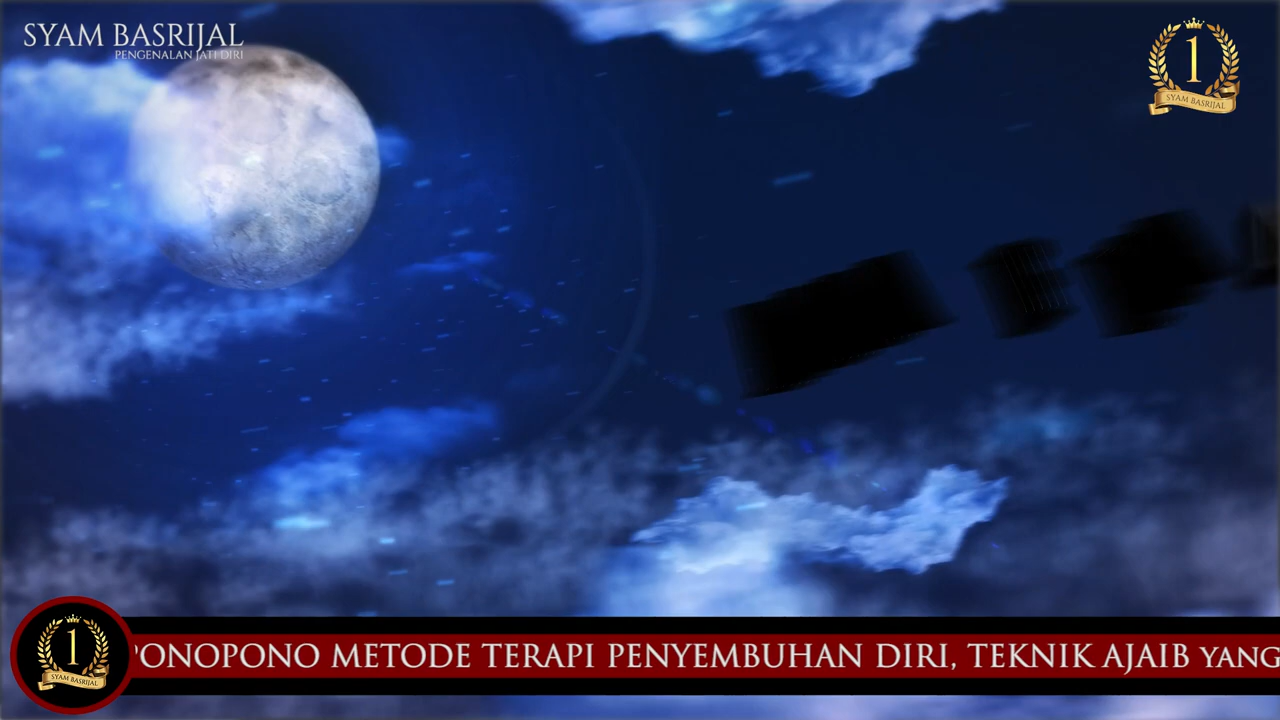 SYAM BASRIJAL
PENGENALAN JATI DIRI
1
SYAM BASRIJAL
1
SYAM BASRIJAL
PONOPONO METODE TERAPI PENYEMBUHAN DIRI, TEKNIK AJAIB YANG